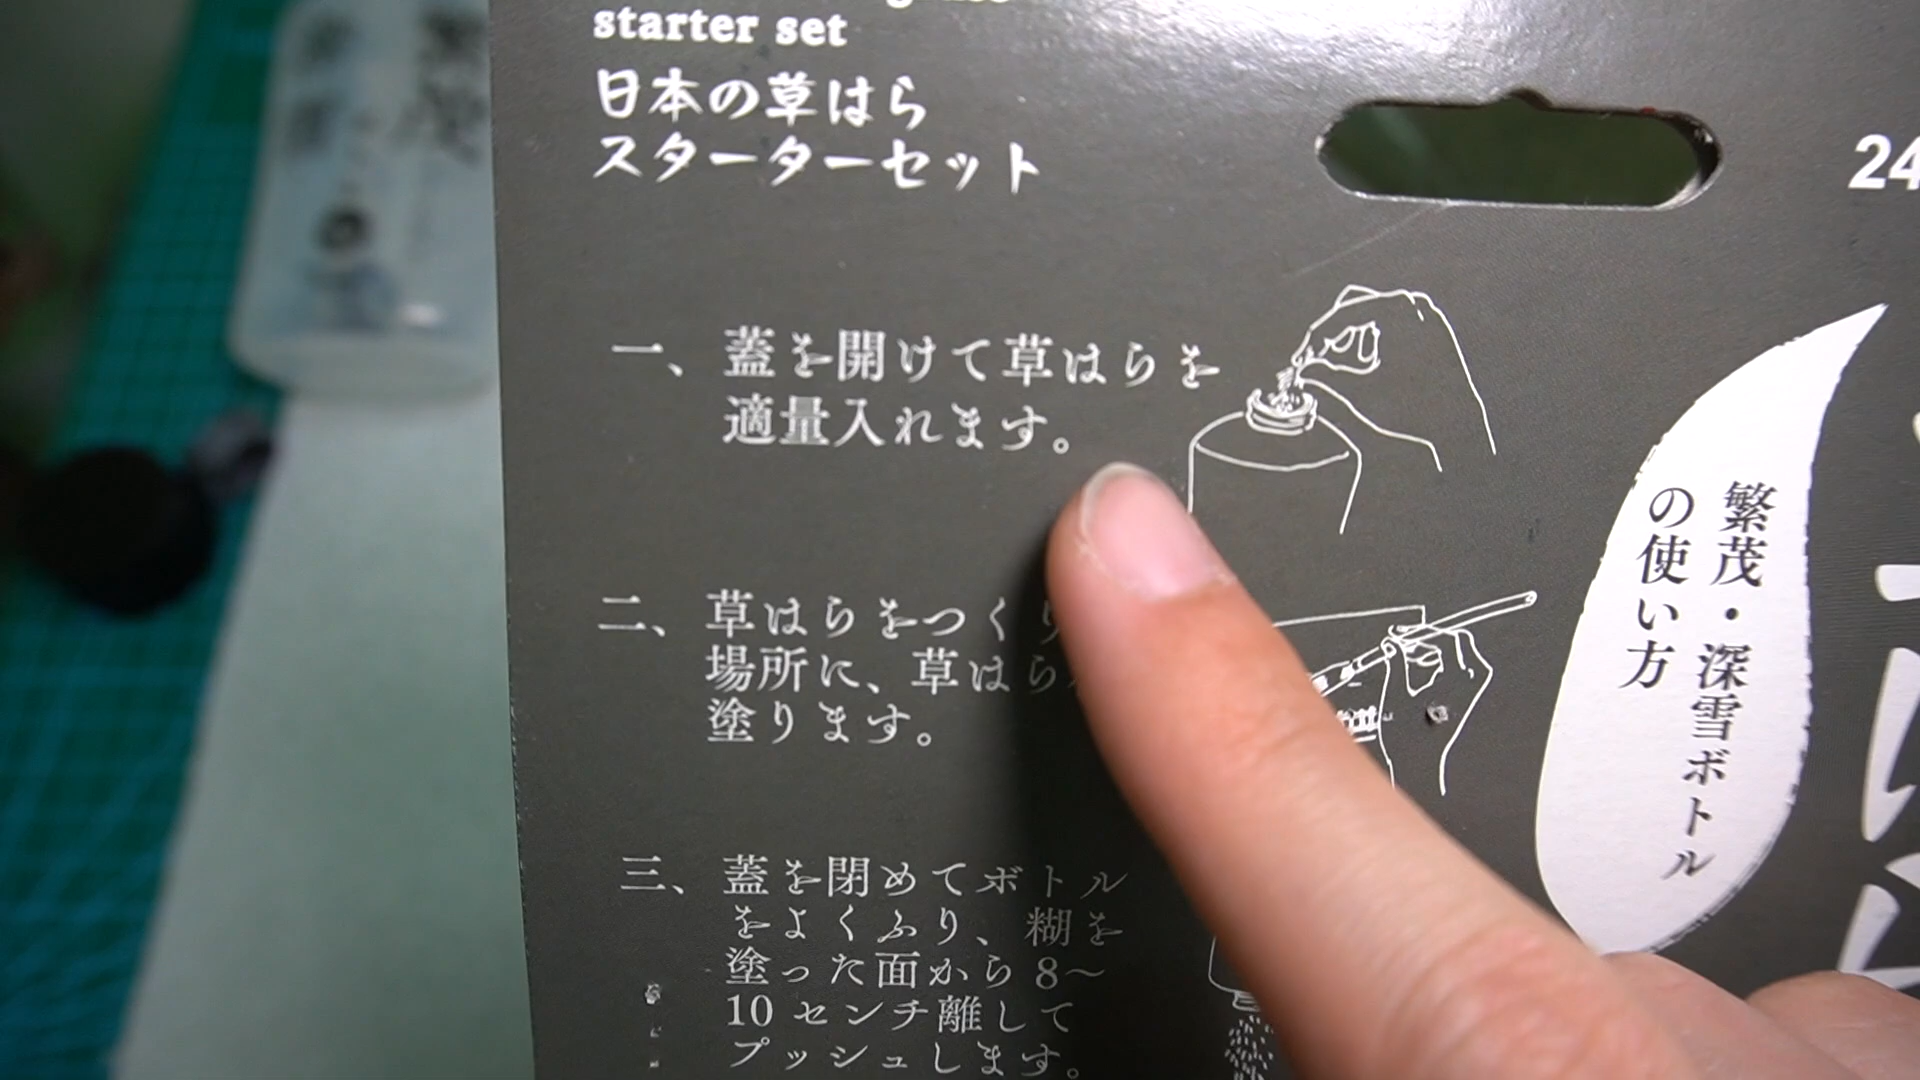 starter set
日本の草はら
スターターセット
24
一、蓋を開けて草はらを
適量入れます。
二、草はらをつくり
場所に、草はら
塗ります。
三、蓋を閉めてボトル
をよくふり、糊を
塗った面から8〜
10センチ離して
プッシュします。
繁茂・深雪ボトル
の使い方
繁茂